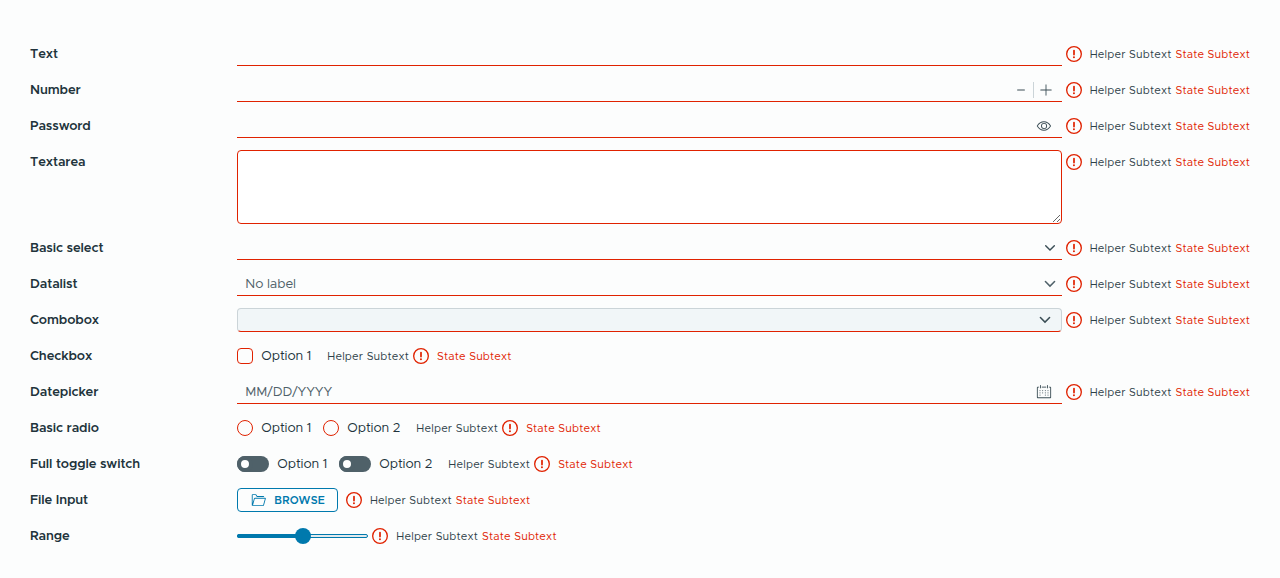 Text Helper Subtext State Subtext
Number Helper Subtext State Subtext
Password Helper Subtext State Subtext
Textarea Helper Subtext State Subtext
Basic select Helper Subtext State Subtext
Datalist No label Helper Subtext State Subtext
Combobox Helper Subtext State Subtext
Checkbox Option 1 Helper Subtext State Subtext
Datepicker MM/DD/YYYY Helper Subtext State Subtext
Basic radio Option 1 Option 2 Helper Subtext State Subtext
Full toggle switch Option 1 Option 2 Helper Subtext State Subtext
File Input BROWSE Helper Subtext State Subtext
Range Helper Subtext State Subtext